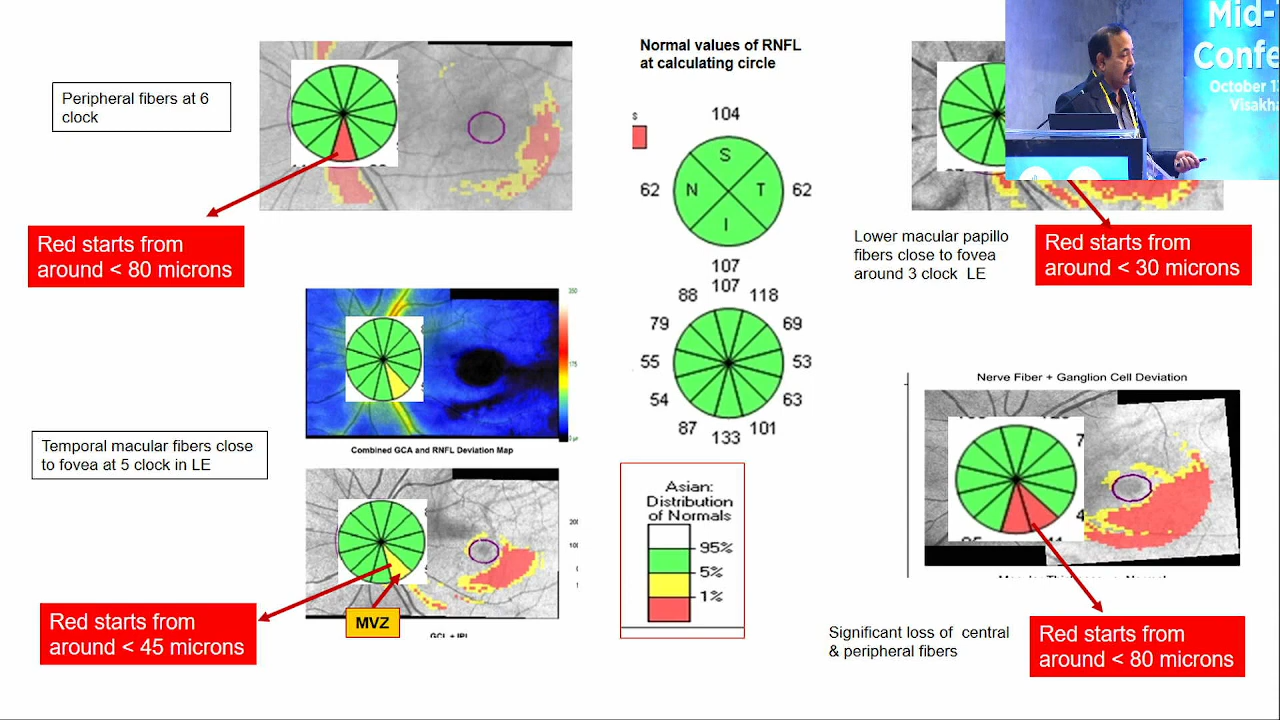 Peripheral fibers at 6
clock
Red starts from
around < 80 microns
Normal values of RNFL
at calculating circle
104
S
62 N T 62
I
107
107
88 118
79 69
55 53
54 63
87 101
133
Mid-
Confe
October 1
Visakha
Lower macular papillo
fibers close to fovea
around 3 clock LE
Red starts from
around < 30 microns
Temporal macular fibers close
to fovea at 5 clock in LE
350
175
Combined GCA and RNFL Deviation Map
MVZ
Red starts from
around < 45 microns
Asian:
Distribution
of Normals
95%
5%
1%
Nerve Fiber + Ganglion Cell Deviation
Significant loss of central
& peripheral fibers
Red starts from
around < 80 microns